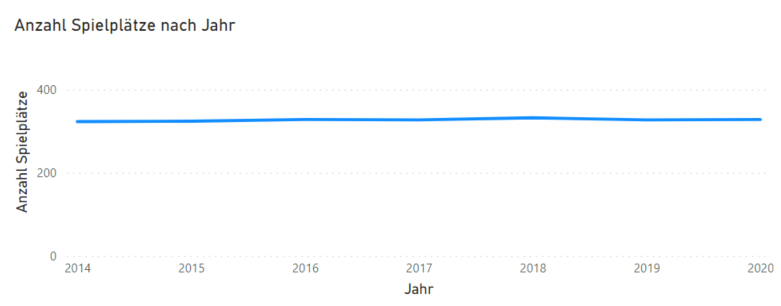 Anzahl Spielplätze nach Jahr
Anzahl Spielplätze
400
200
0
2014 2015 2016 2017 2018 2019 2020
Jahr